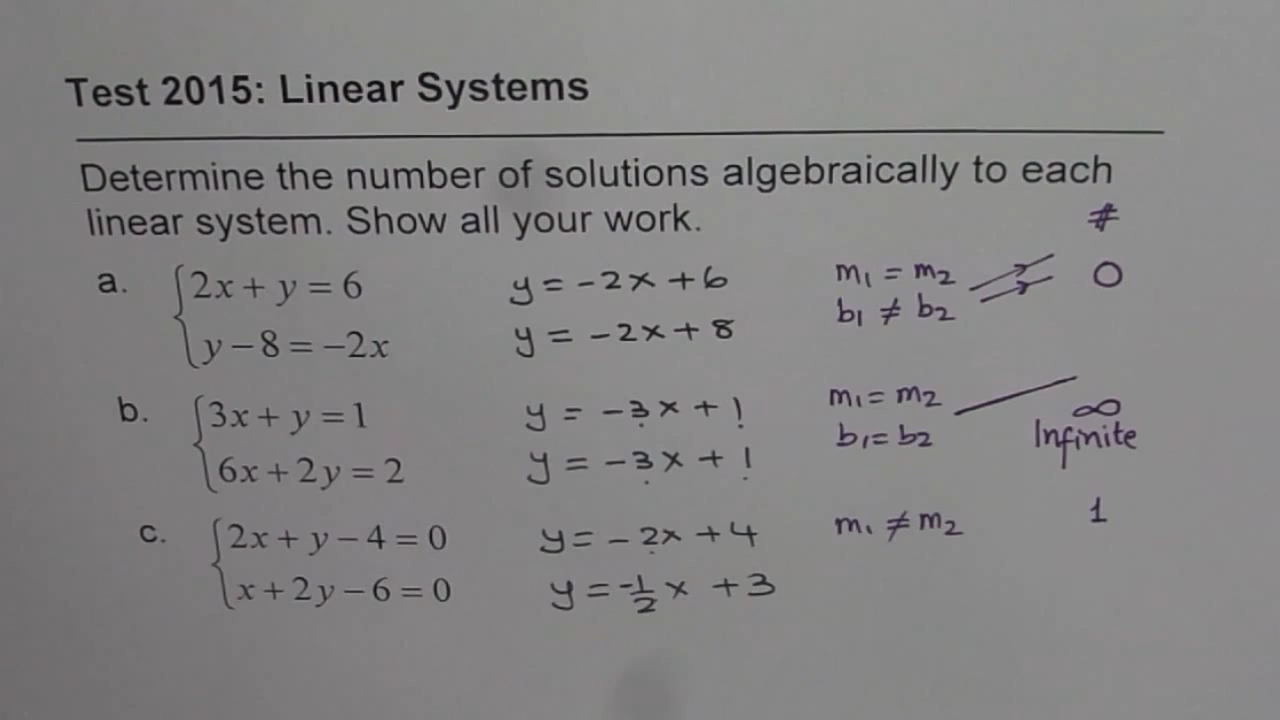 Test 2015: Linear Systems
Determine the number of solutions algebraically to each
linear system. Show all your work.
#
a. 2x + y = 6 y = -2x + 6 m₁ = m₂ 0
y – 8 = –2x y = -2x + 8 b₁ ≠ b₂
b. 3x + y = 1 y = -3x + 1 m₁ = m₂ ∞
6x + 2y = 2 y = -3x + 1 b₁ = b₂ Infinite
c. 2x + y – 4 = 0 y = -2x + 4 m₁ ≠ m₂ 1
x + 2y – 6 = 0 y = -1/2 x + 3